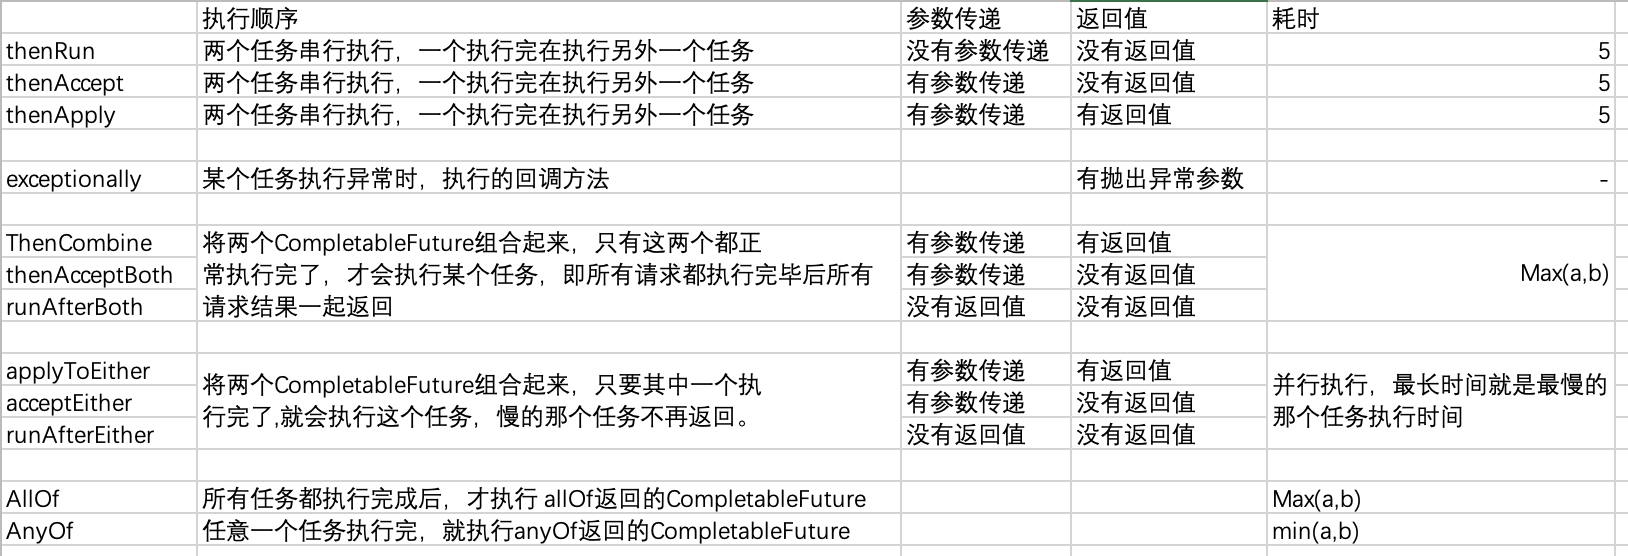 执行顺序 参数传递 返回值 耗时
thenRun 两个任务串行执行，一个执行完在执行另外一个任务 没有参数传递 没有返回值 5
thenAccept 两个任务串行执行，一个执行完在执行另外一个任务 有参数传递 没有返回值 5
thenApply 两个任务串行执行，一个执行完在执行另外一个任务 有参数传递 有返回值 5
exceptionally 某个任务执行异常时，执行的回调方法 有抛出异常参数 -
ThenCombine 将两个CompletableFuture组合起来，只有这两个都正 有参数传递 有返回值
thenAcceptBoth 常执行完了，才会执行某个任务，即所有请求都执行完毕后所有 有参数传递 没有返回值 Max(a,b)
runAfterBoth 请求结果一起返回 没有返回值 没有返回值
applyToEither 有参数传递 有返回值
将两个CompletableFuture组合起来，只要其中一个执 并行执行，最长时间就是最慢的
acceptEither 有参数传递 没有返回值
行完了,就会执行这个任务，慢的那个任务不再返回。 那个任务执行时间
runAfterEither 没有返回值 没有返回值
AllOf 所有任务都执行完成后，才执行 allOf返回的CompletableFuture Max(a,b)
AnyOf 任意一个任务执行完，就执行anyOf返回的CompletableFuture min(a,b)